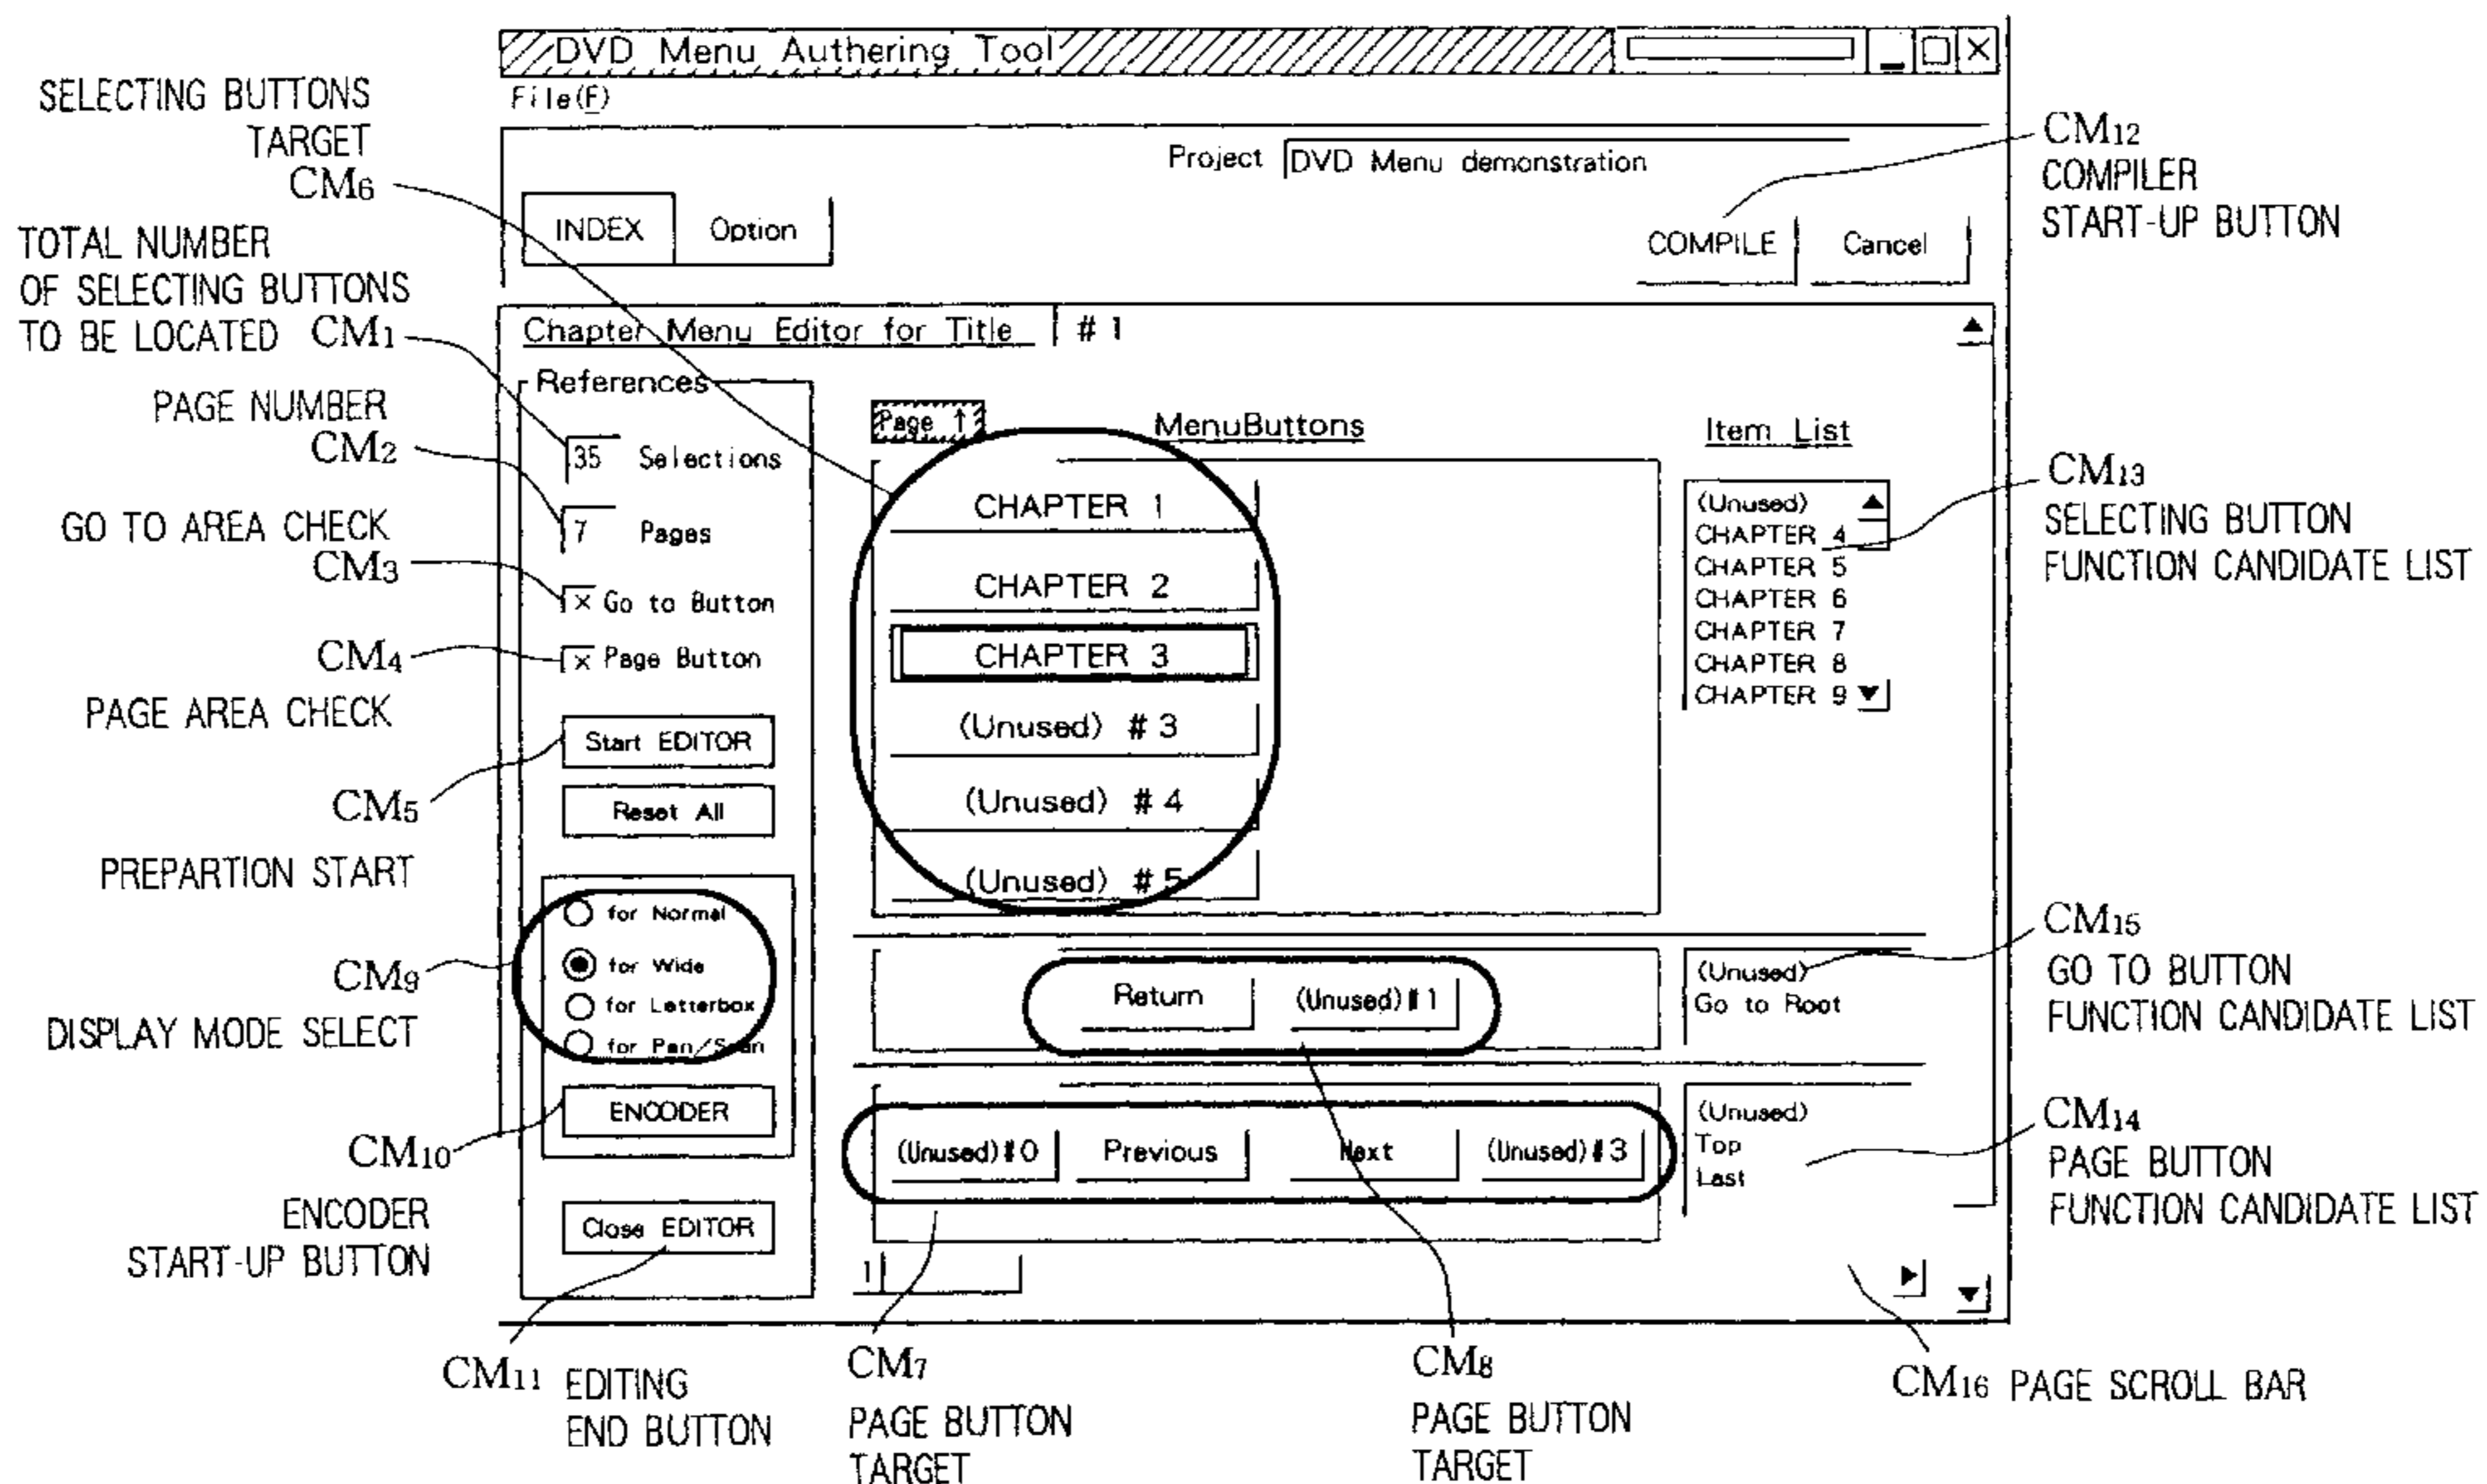 DVD Menu Authering Tool
File(F)
SELECTING BUTTONS
TARGET
CM6
Project DVD Menu demonstration
CM12
COMPILER
START-UP BUTTON
INDEX Option
COMPILE Cancel
TOTAL NUMBER
OF SELECTING BUTTONS
TO BE LOCATED CM1
Chapter Menu Editor for Title #1
References
PAGE NUMBER
CM2
Page ↑
MenuButtons
Item List
35 Selections
7 Pages
GO TO AREA CHECK
CM3
× Go to Button
CM4
× Page Button
PAGE AREA CHECK
Start EDITOR
CM5
Reset All
PREPARTION START
CHAPTER 1
CHAPTER 2
CHAPTER 3
(Unused) #3
(Unused) #4
(Unused) #5
(Unused)
CHAPTER 4
CHAPTER 5
CHAPTER 6
CHAPTER 7
CHAPTER 8
CHAPTER 9
CM13
SELECTING BUTTON
FUNCTION CANDIDATE LIST
for Normal
for Wide
for Letterbox
for Pan/Scan
CM9
DISPLAY MODE SELECT
ENCODER
CM10
ENCODER
START-UP BUTTON
Close EDITOR
Return (Unused)#1
(Unused)
Go to Root
CM15
GO TO BUTTON
FUNCTION CANDIDATE LIST
(Unused)#0 Previous Next (Unused)#3
(Unused)
Top
Last
CM14
PAGE BUTTON
FUNCTION CANDIDATE LIST
1
CM11 EDITING
END BUTTON
CM7
PAGE BUTTON
TARGET
CM8
PAGE BUTTON
TARGET
CM16 PAGE SCROLL BAR